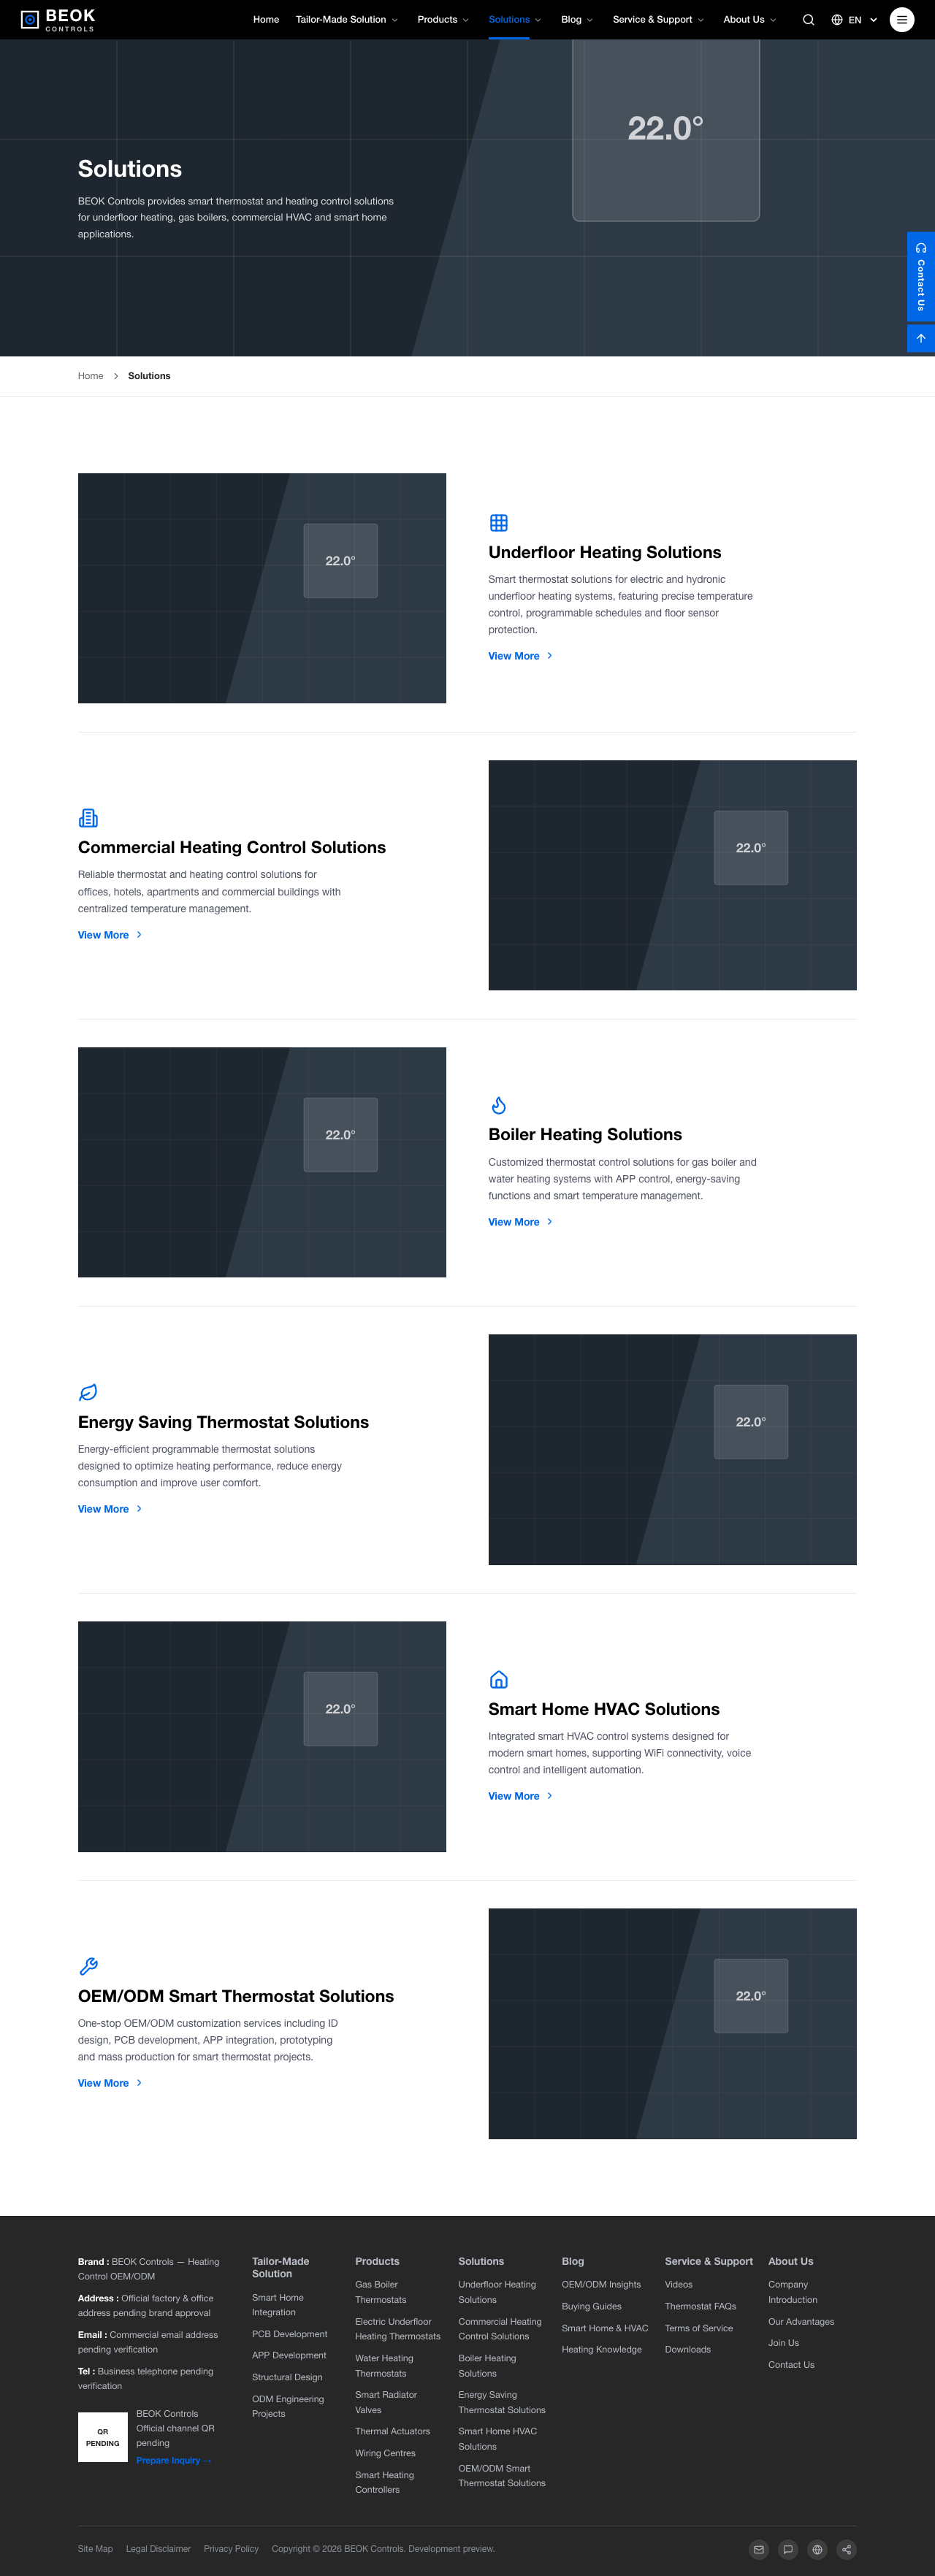 BEOK
CONTROLS
Home
Tailor-Made Solution
Products
Solutions
Blog
Service & Support
About Us
EN
22.0°
Solutions
BEOK Controls provides smart thermostat and heating control solutions
for underfloor heating, gas boilers, commercial HVAC and smart home
applications.
Contact Us
Home
Solutions
22.0°
Underfloor Heating Solutions
Smart thermostat solutions for electric and hydronic
underfloor heating systems, featuring precise temperature
control, programmable schedules and floor sensor
protection.
View More
Commercial Heating Control Solutions
Reliable thermostat and heating control solutions for
offices, hotels, apartments and commercial buildings with
centralized temperature management.
View More
22.0°
22.0°
Boiler Heating Solutions
Customized thermostat control solutions for gas boiler and
water heating systems with APP control, energy-saving
functions and smart temperature management.
View More
Energy Saving Thermostat Solutions
Energy-efficient programmable thermostat solutions
designed to optimize heating performance, reduce energy
consumption and improve user comfort.
View More
22.0°
22.0°
Smart Home HVAC Solutions
Integrated smart HVAC control systems designed for
modern smart homes, supporting WiFi connectivity, voice
control and intelligent automation.
View More
OEM/ODM Smart Thermostat Solutions
One-stop OEM/ODM customization services including ID
design, PCB development, APP integration, prototyping
and mass production for smart thermostat projects.
View More
22.0°
Brand : BEOK Controls — Heating
Control OEM/ODM
Address : Official factory & office
address pending brand approval
Email : Commercial email address
pending verification
Tel : Business telephone pending
verification
QR
PENDING
BEOK Controls
Official channel QR
pending
Prepare Inquiry →
Tailor-Made
Solution
Smart Home
Integration
PCB Development
APP Development
Structural Design
ODM Engineering
Projects
Products
Gas Boiler
Thermostats
Electric Underfloor
Heating Thermostats
Water Heating
Thermostats
Smart Radiator
Valves
Thermal Actuators
Wiring Centres
Smart Heating
Controllers
Solutions
Underfloor Heating
Solutions
Commercial Heating
Control Solutions
Boiler Heating
Solutions
Energy Saving
Thermostat Solutions
Smart Home HVAC
Solutions
OEM/ODM Smart
Thermostat Solutions
Blog
OEM/ODM Insights
Buying Guides
Smart Home & HVAC
Heating Knowledge
Service & Support
Videos
Thermostat FAQs
Terms of Service
Downloads
About Us
Company
Introduction
Our Advantages
Join Us
Contact Us
Site Map
Legal Disclaimer
Privacy Policy
Copyright © 2026 BEOK Controls. Development preview.